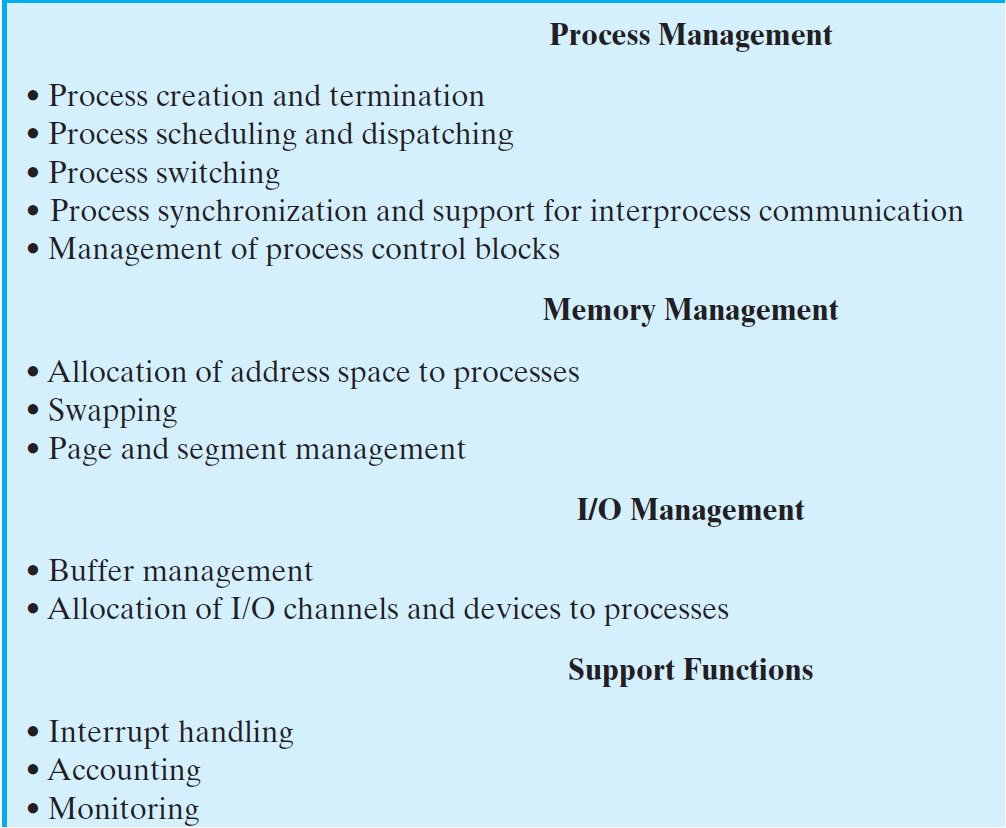 Process Management
• Process creation and termination
• Process scheduling and dispatching
• Process switching
• Process synchronization and support for interprocess communication
• Management of process control blocks
Memory Management
• Allocation of address space to processes
• Swapping
• Page and segment management
I/O Management
• Buffer management
• Allocation of I/O channels and devices to processes
Support Functions
• Interrupt handling
• Accounting
• Monitoring